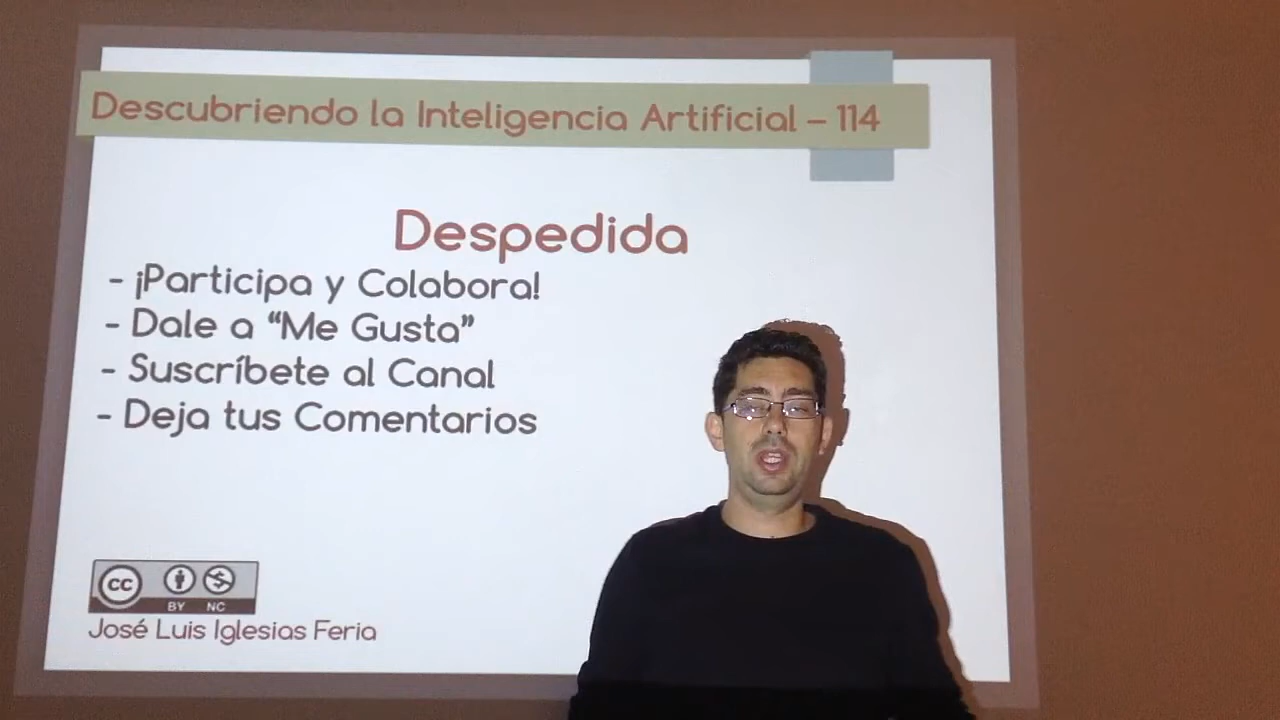 Descubriendo la Inteligencia Artificial – 114
Despedida
- ¡Participa y Colabora!
- Dale a “Me Gusta”
- Suscríbete al Canal
- Deja tus Comentarios
cc
BY NC
José Luis Iglesias Feria